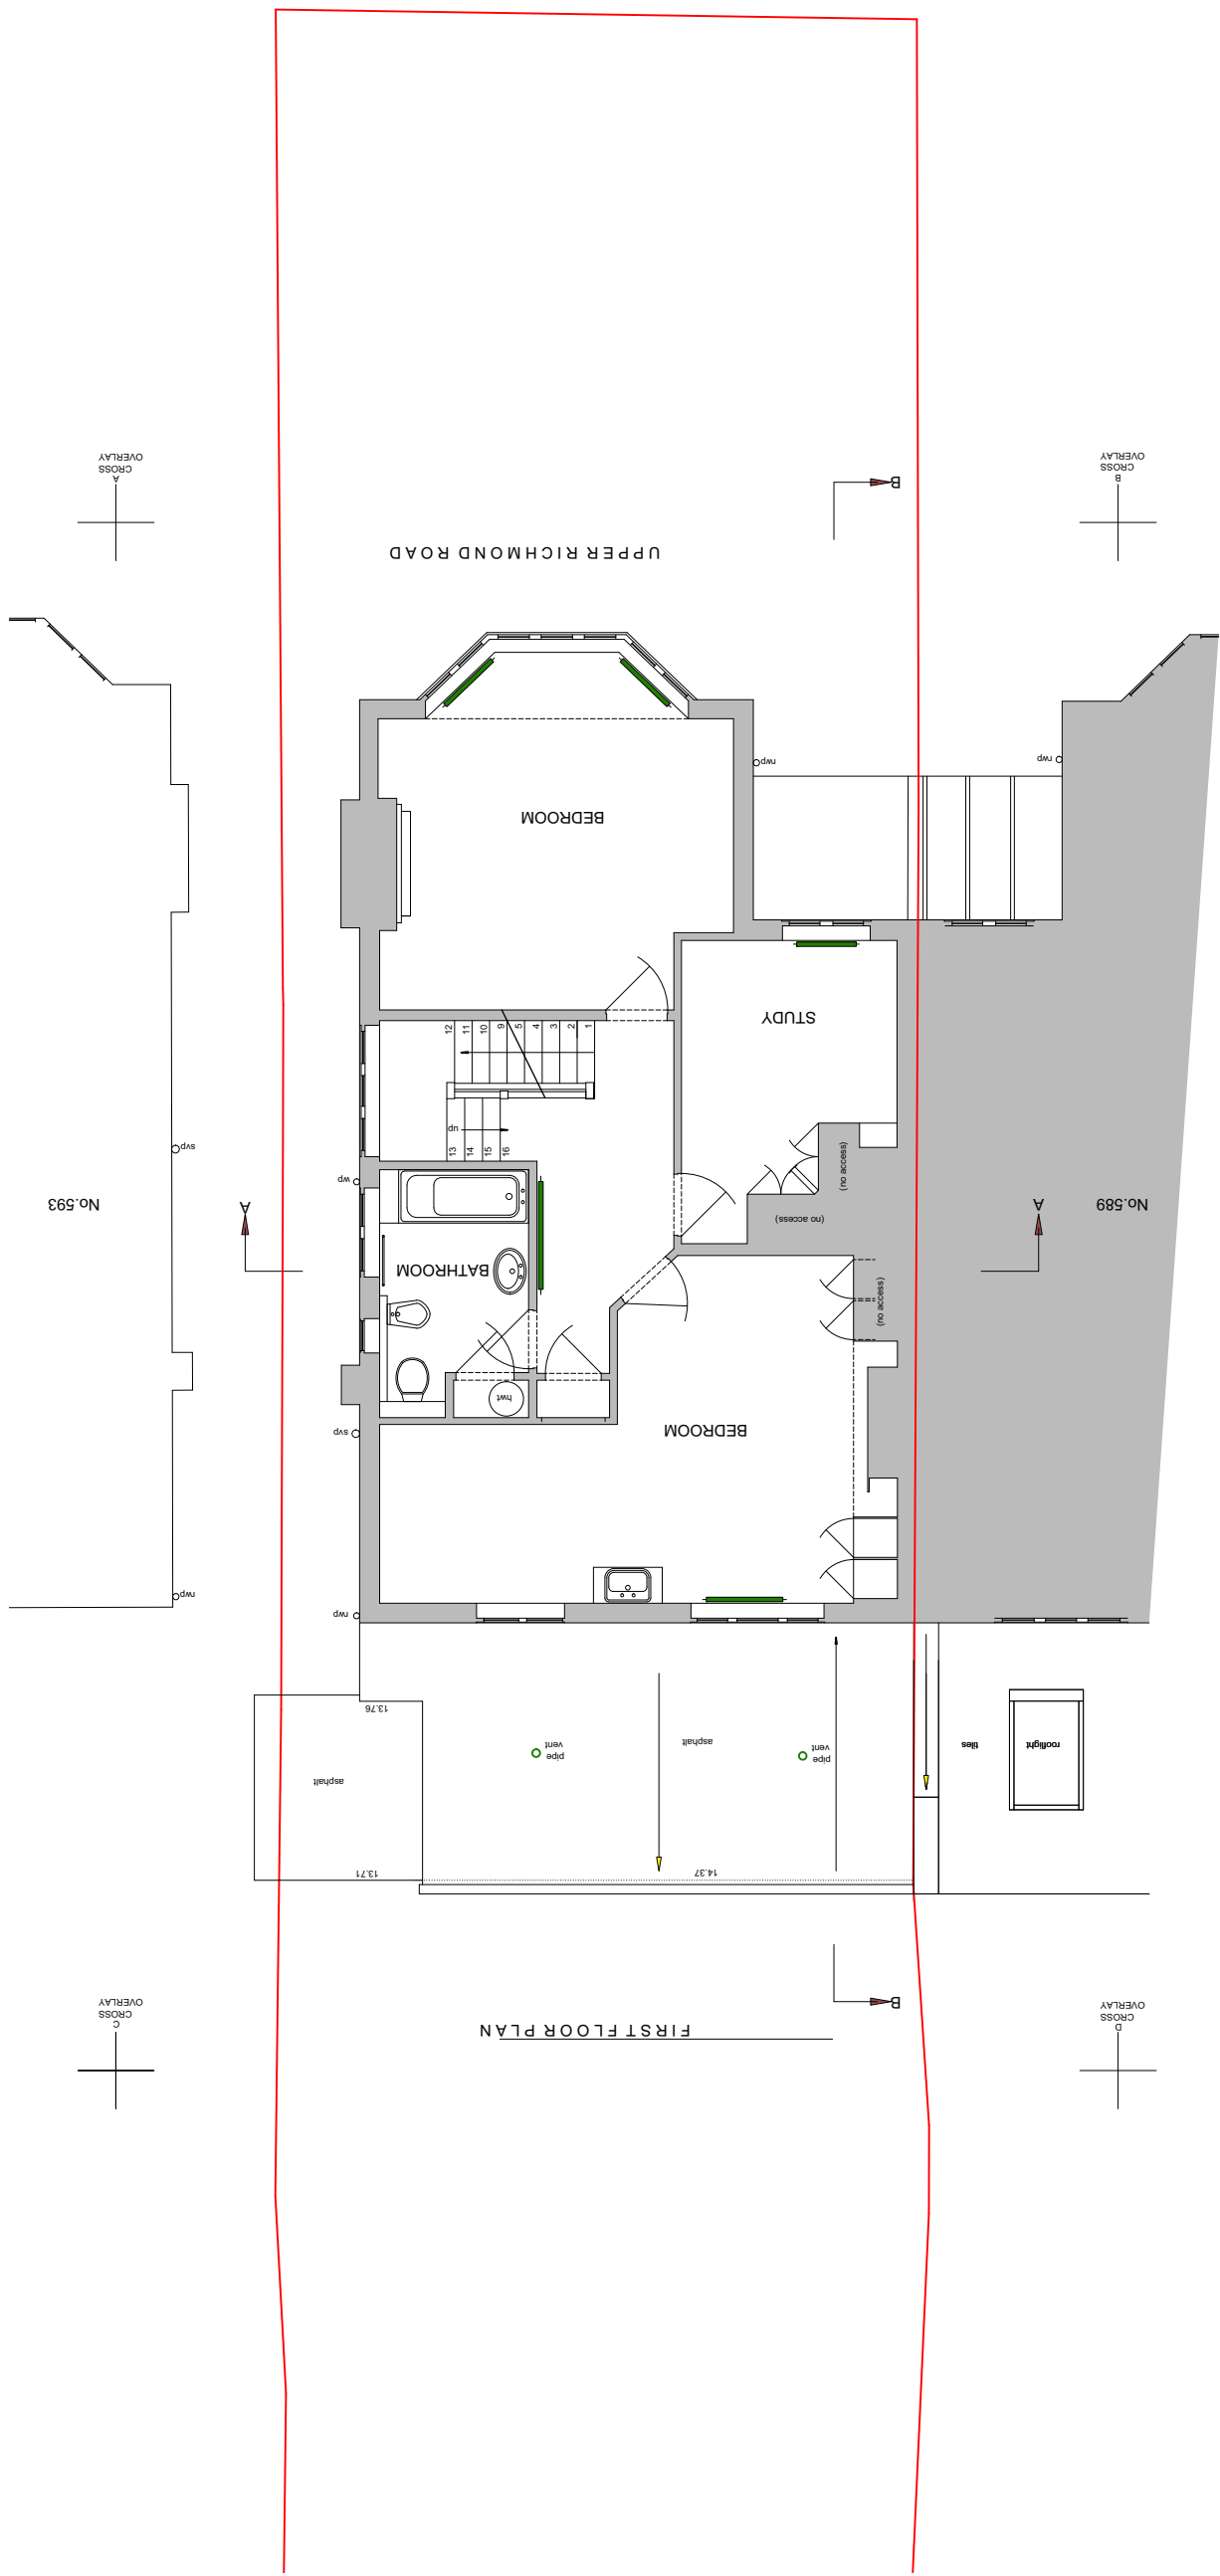 D
CROSS
OVERLAY
FIRST FLOOR PLAN
C
CROSS
OVERLAY
B
14.37
13.71
asphalt
rooflight
tiles
pipe
vent
asphalt
pipe
vent
13.76
rwp
rwp
BEDROOM
svp
hwt
(no access)
BATHROOM
No.589
A
(no access)
(no access)
A
No.593
wp
svp
16
15
14
13
up
1
2
3
4
5
9
10
11
12
STUDY
BEDROOM
rwp
rwp
UPPER RICHMOND ROAD
B
B
CROSS
OVERLAY
A
CROSS
OVERLAY